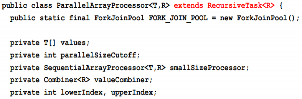 public class ParallelArrayProcessor<T,R> extends RecursiveTask<R> {
public static final ForkJoinPool FORK_JOIN_POOL = new ForkJoinPool();
private T[] values;
private int parallelSizeCutoff;
private SequentialArrayProcessor<T,R> smallSizeProcessor;
private Combiner<R> valueCombiner;
private int lowerIndex, upperIndex;